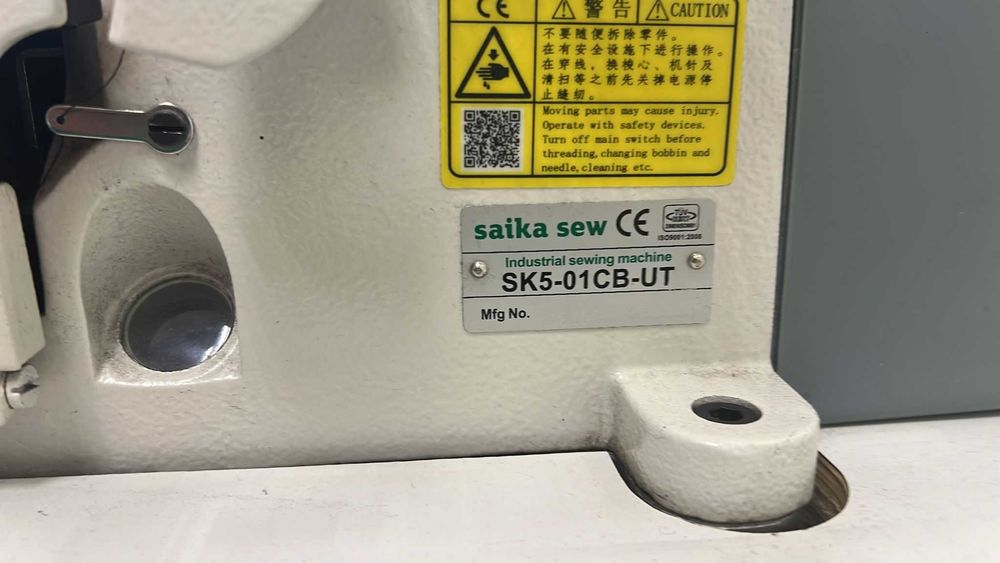 CE 警告 CAUTION
不要随便拆除零件。
在有安全设施下进行操作。
在穿线，换梭心、机针及
清扫等之前先关掉电源停
止缝纫。
Moving parts may cause injury.
Operate with safety devices.
Turn off main switch before
threading,changing bobbin and
needle,cleaning etc.
saika sew CE
TÜV
ISO9001:2008
Industrial sewing machine
SK5-01CB-UT
Mfg No.